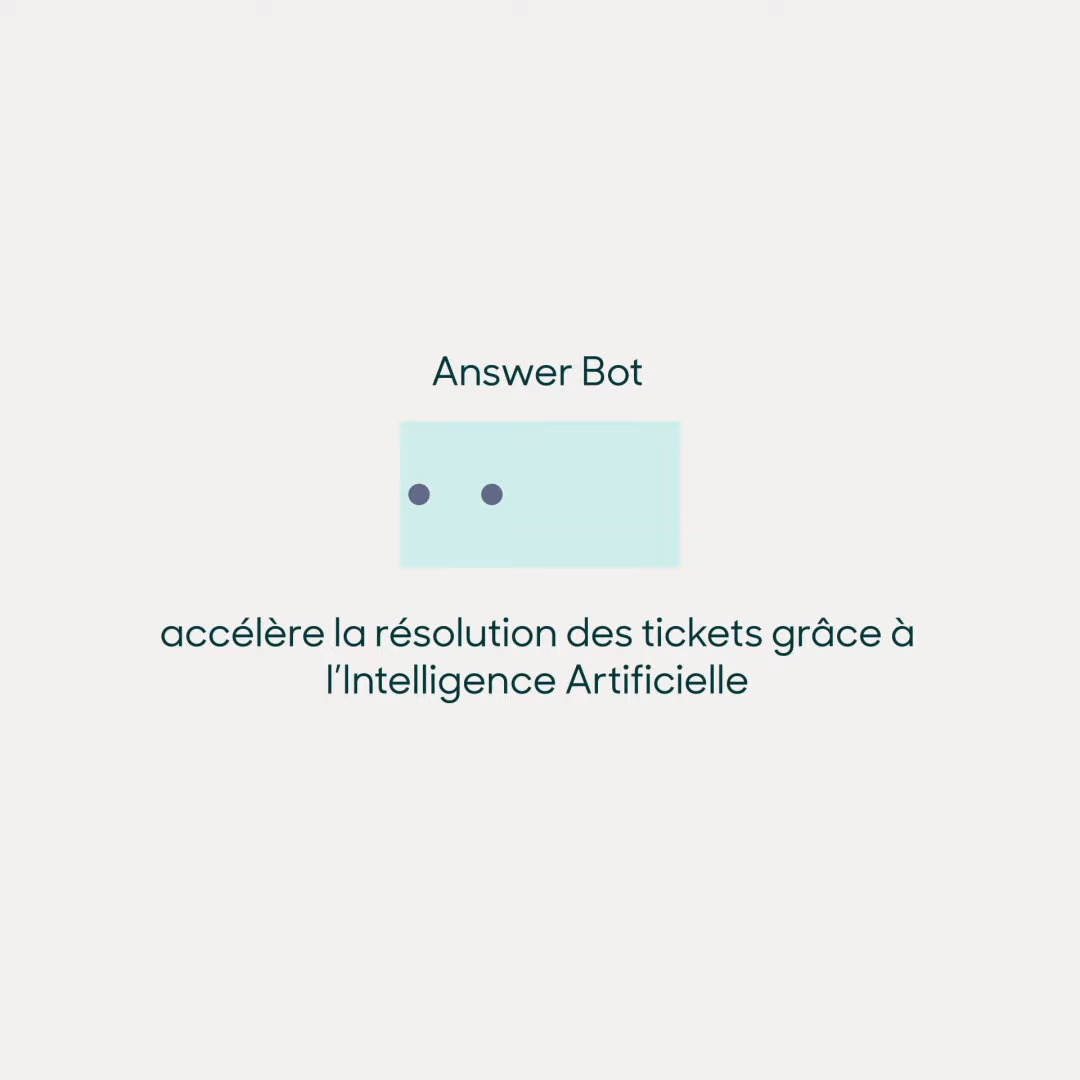 Answer Bot
accélère la résolution des tickets grâce à
l’Intelligence Artificielle